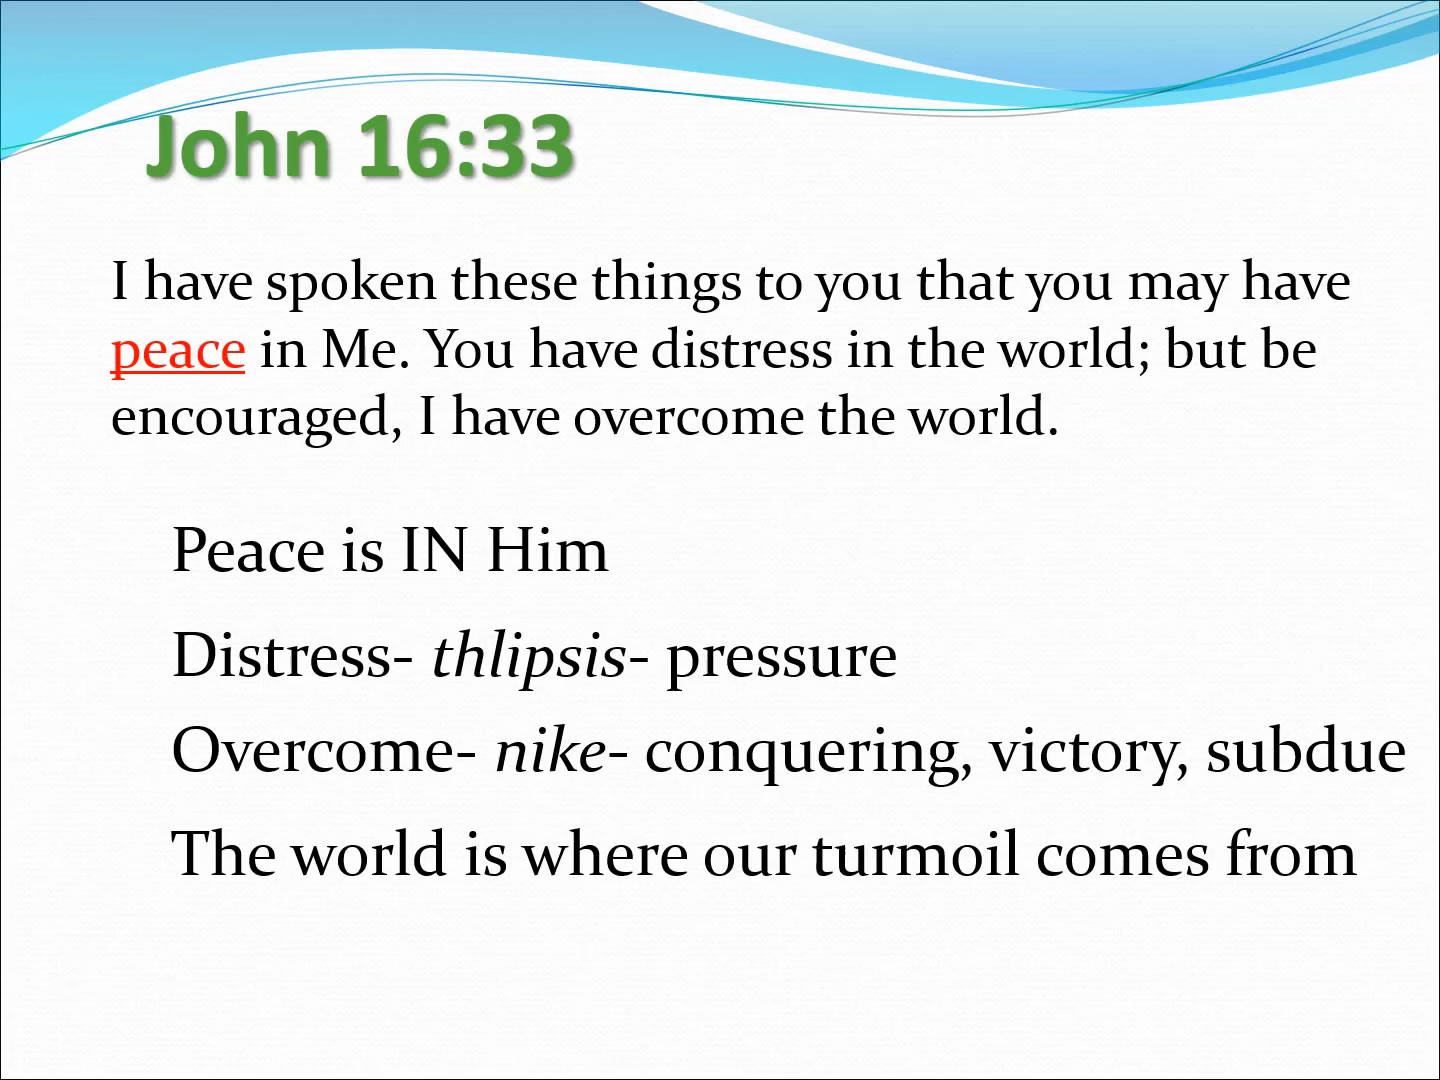 John 16:33
I have spoken these things to you that you may have
peace in Me. You have distress in the world; but be
encouraged, I have overcome the world.
Peace is IN Him
Distress- thlipsis- pressure
Overcome- nike- conquering, victory, subdue
The world is where our turmoil comes from